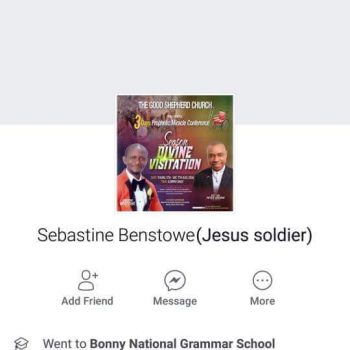 THE GOOD SHEPHERD CHURCH
3 Days Prophetic Miracle Conference
Season
DIVINE
VISITATION
Sebastine Benstowe(Jesus soldier)
Add Friend
Message
More
Went to Bonny National Grammar School